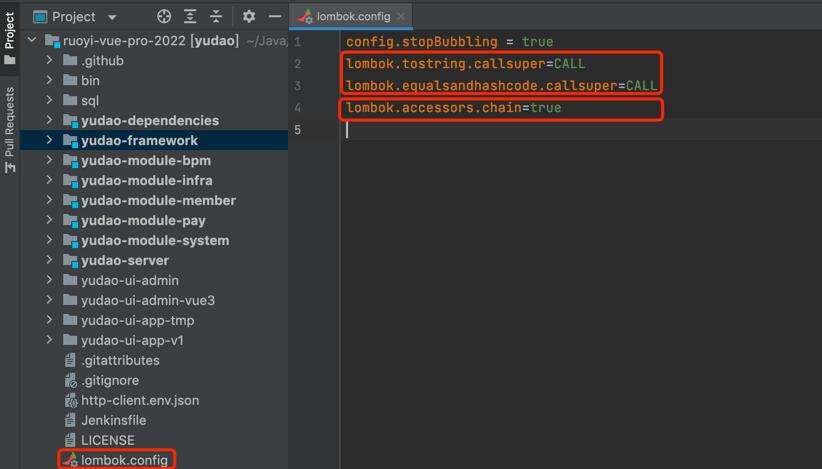 Project
lombok.config
Project
Pull Requests
ruoyi-vue-pro-2022 [yudao] ~/Java/
.github
bin
sql
yudao-dependencies
yudao-framework
yudao-module-bpm
yudao-module-infra
yudao-module-member
yudao-module-pay
yudao-module-system
yudao-server
yudao-ui-admin
yudao-ui-admin-vue3
yudao-ui-app-tmp
yudao-ui-app-v1
.gitattributes
.gitignore
http-client.env.json
Jenkinsfile
LICENSE
lombok.config
1 config.stopBubbling = true
2 lombok.tostring.callsuper=CALL
3 lombok.equalsandhashcode.callsuper=CALL
4 lombok.accessors.chain=true
5